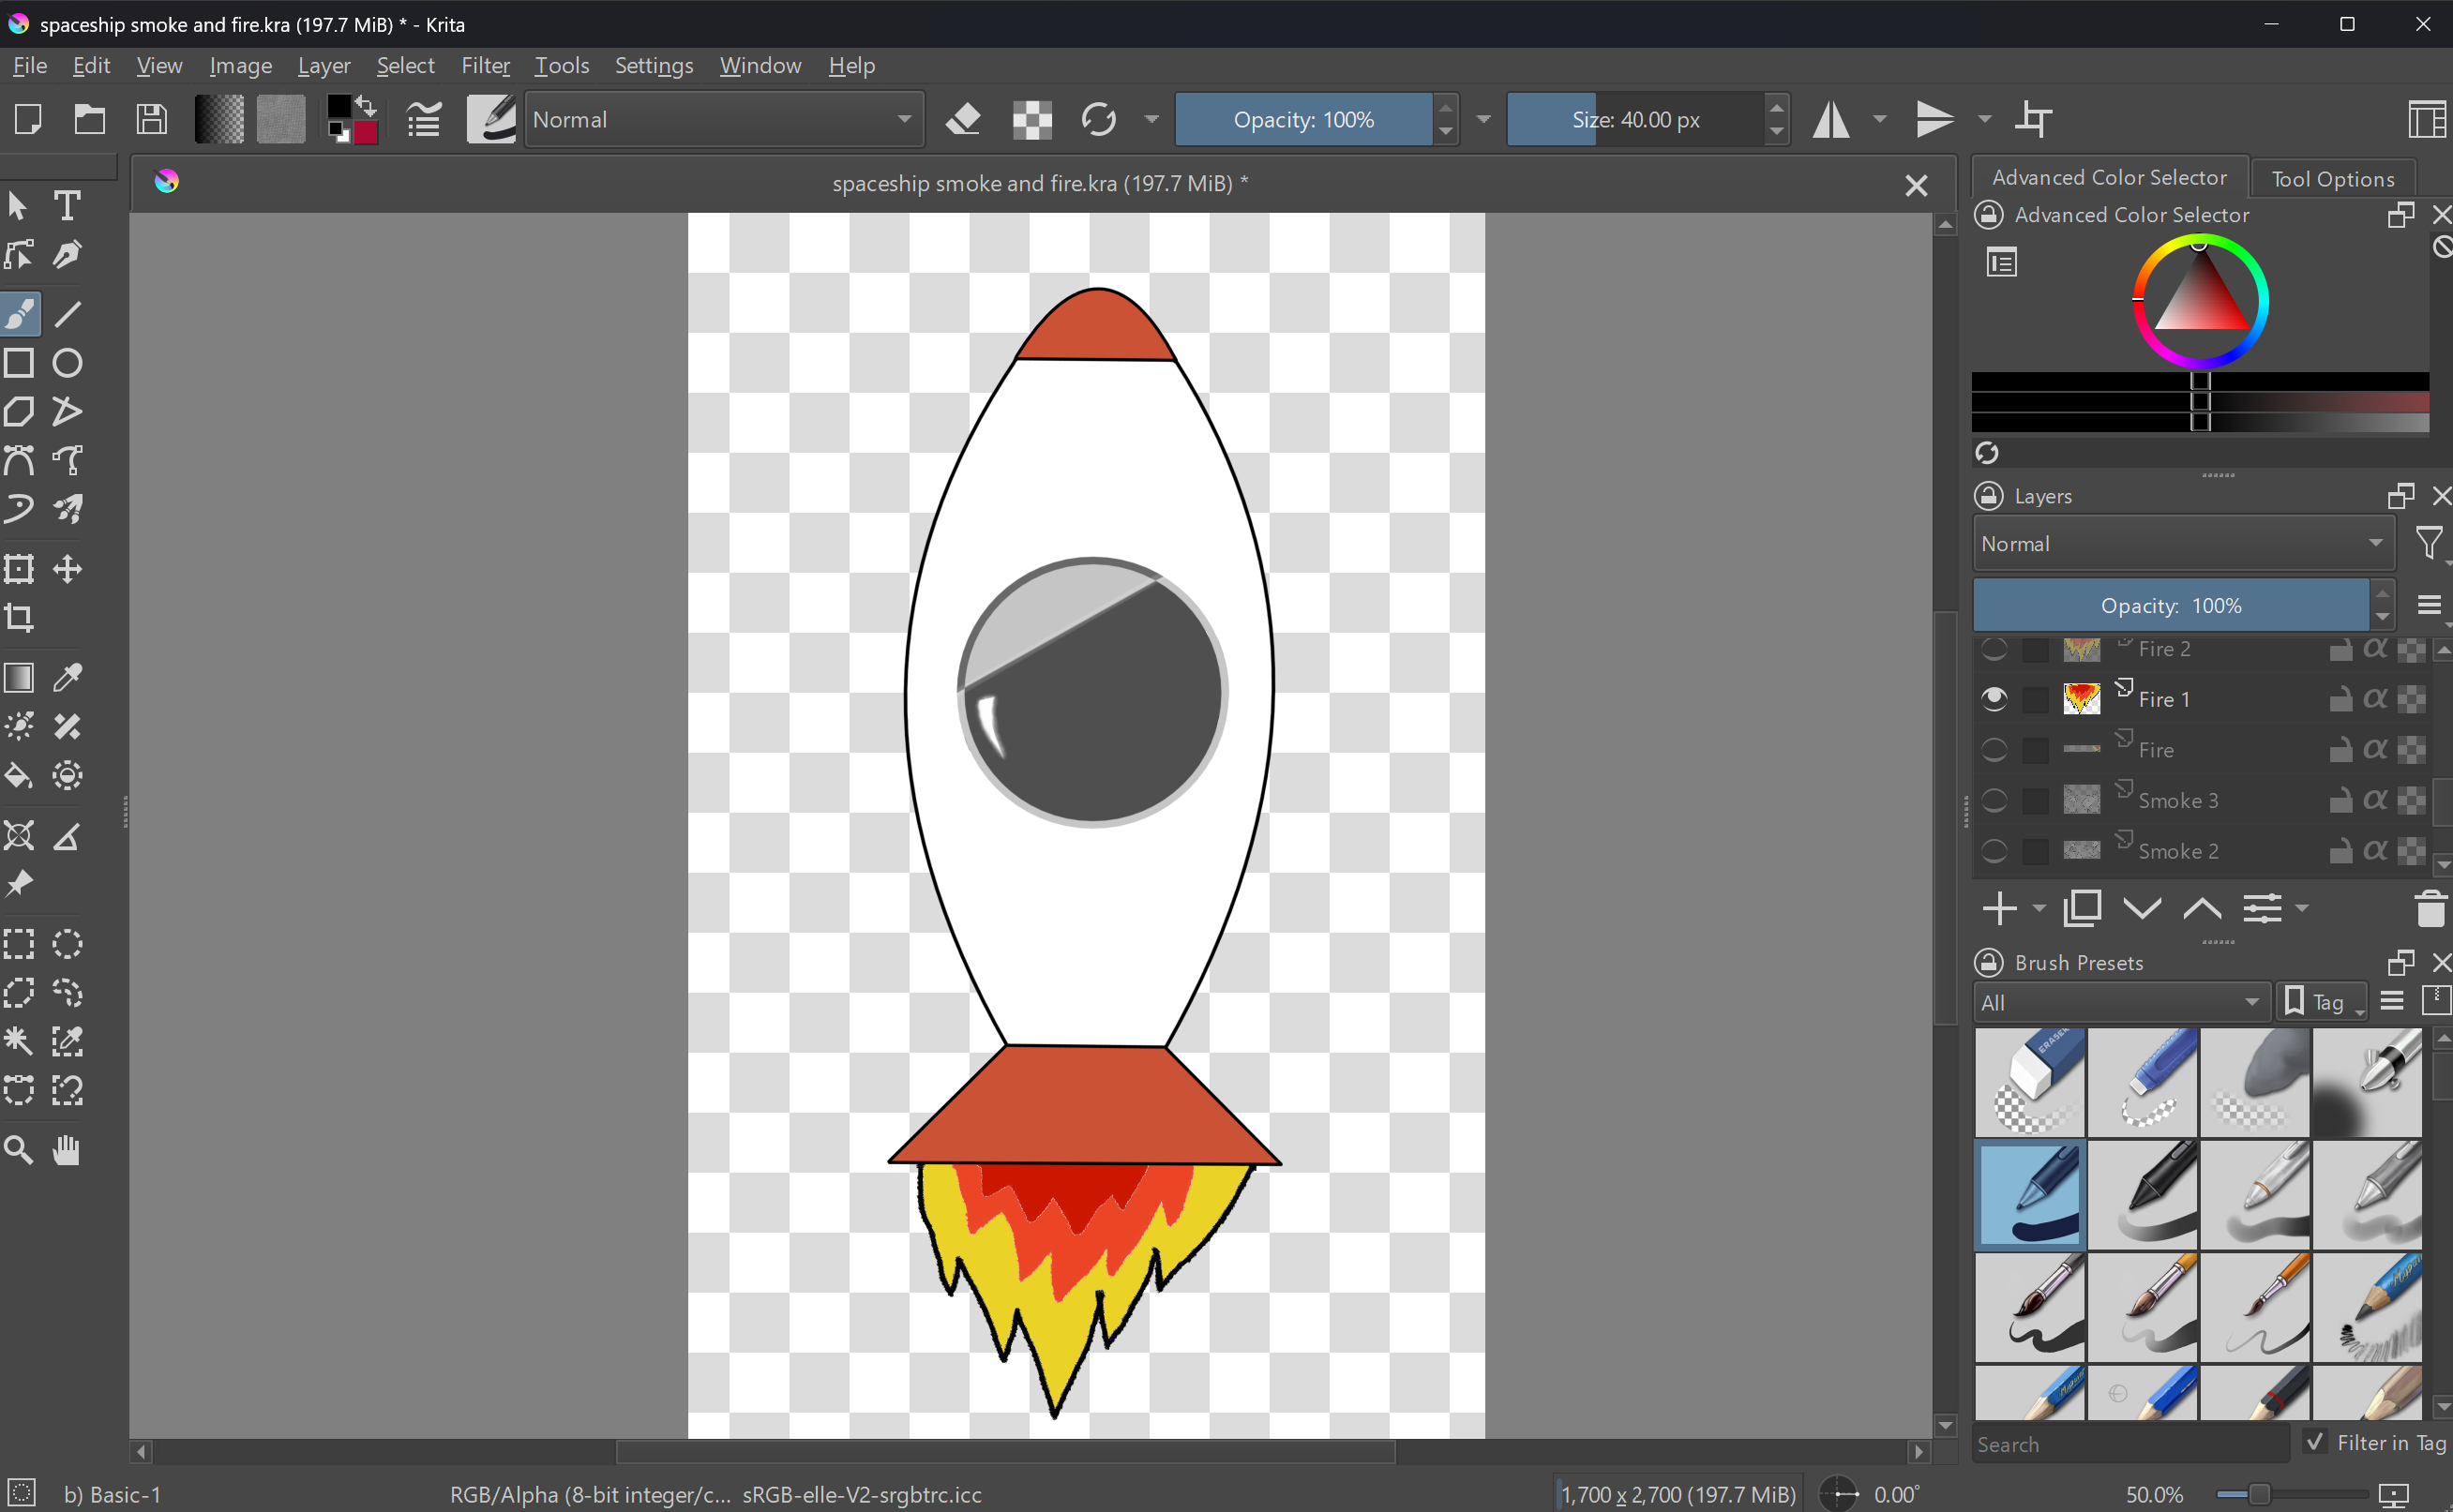 spaceship smoke and fire.kra (197.7 MiB) * - Krita
File Edit View Image Layer Select Filter Tools Settings Window Help
Normal Opacity: 100% Size: 40.00 px
spaceship smoke and fire.kra (197.7 MiB) *
Advanced Color Selector Tool Options
Advanced Color Selector
Layers
Normal
Opacity: 100%
Fire 2
Fire 1
Fire
Smoke 3
Smoke 2
Brush Presets
All Tag
ERASER
Search Filter in Tag
b) Basic-1 RGB/Alpha (8-bit integer/c... sRGB-elle-V2-srgbtrc.icc 1,700 x 2,700 (197.7 MiB) 0.00° 50.0%